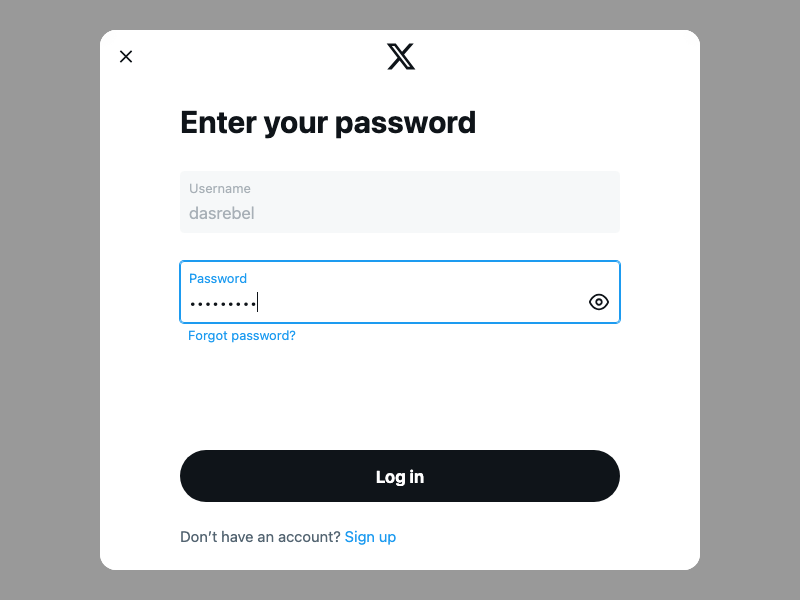 Enter your password
Username
dasrebel
Password
•••••••••
Forgot password?
Log in
Don’t have an account? Sign up